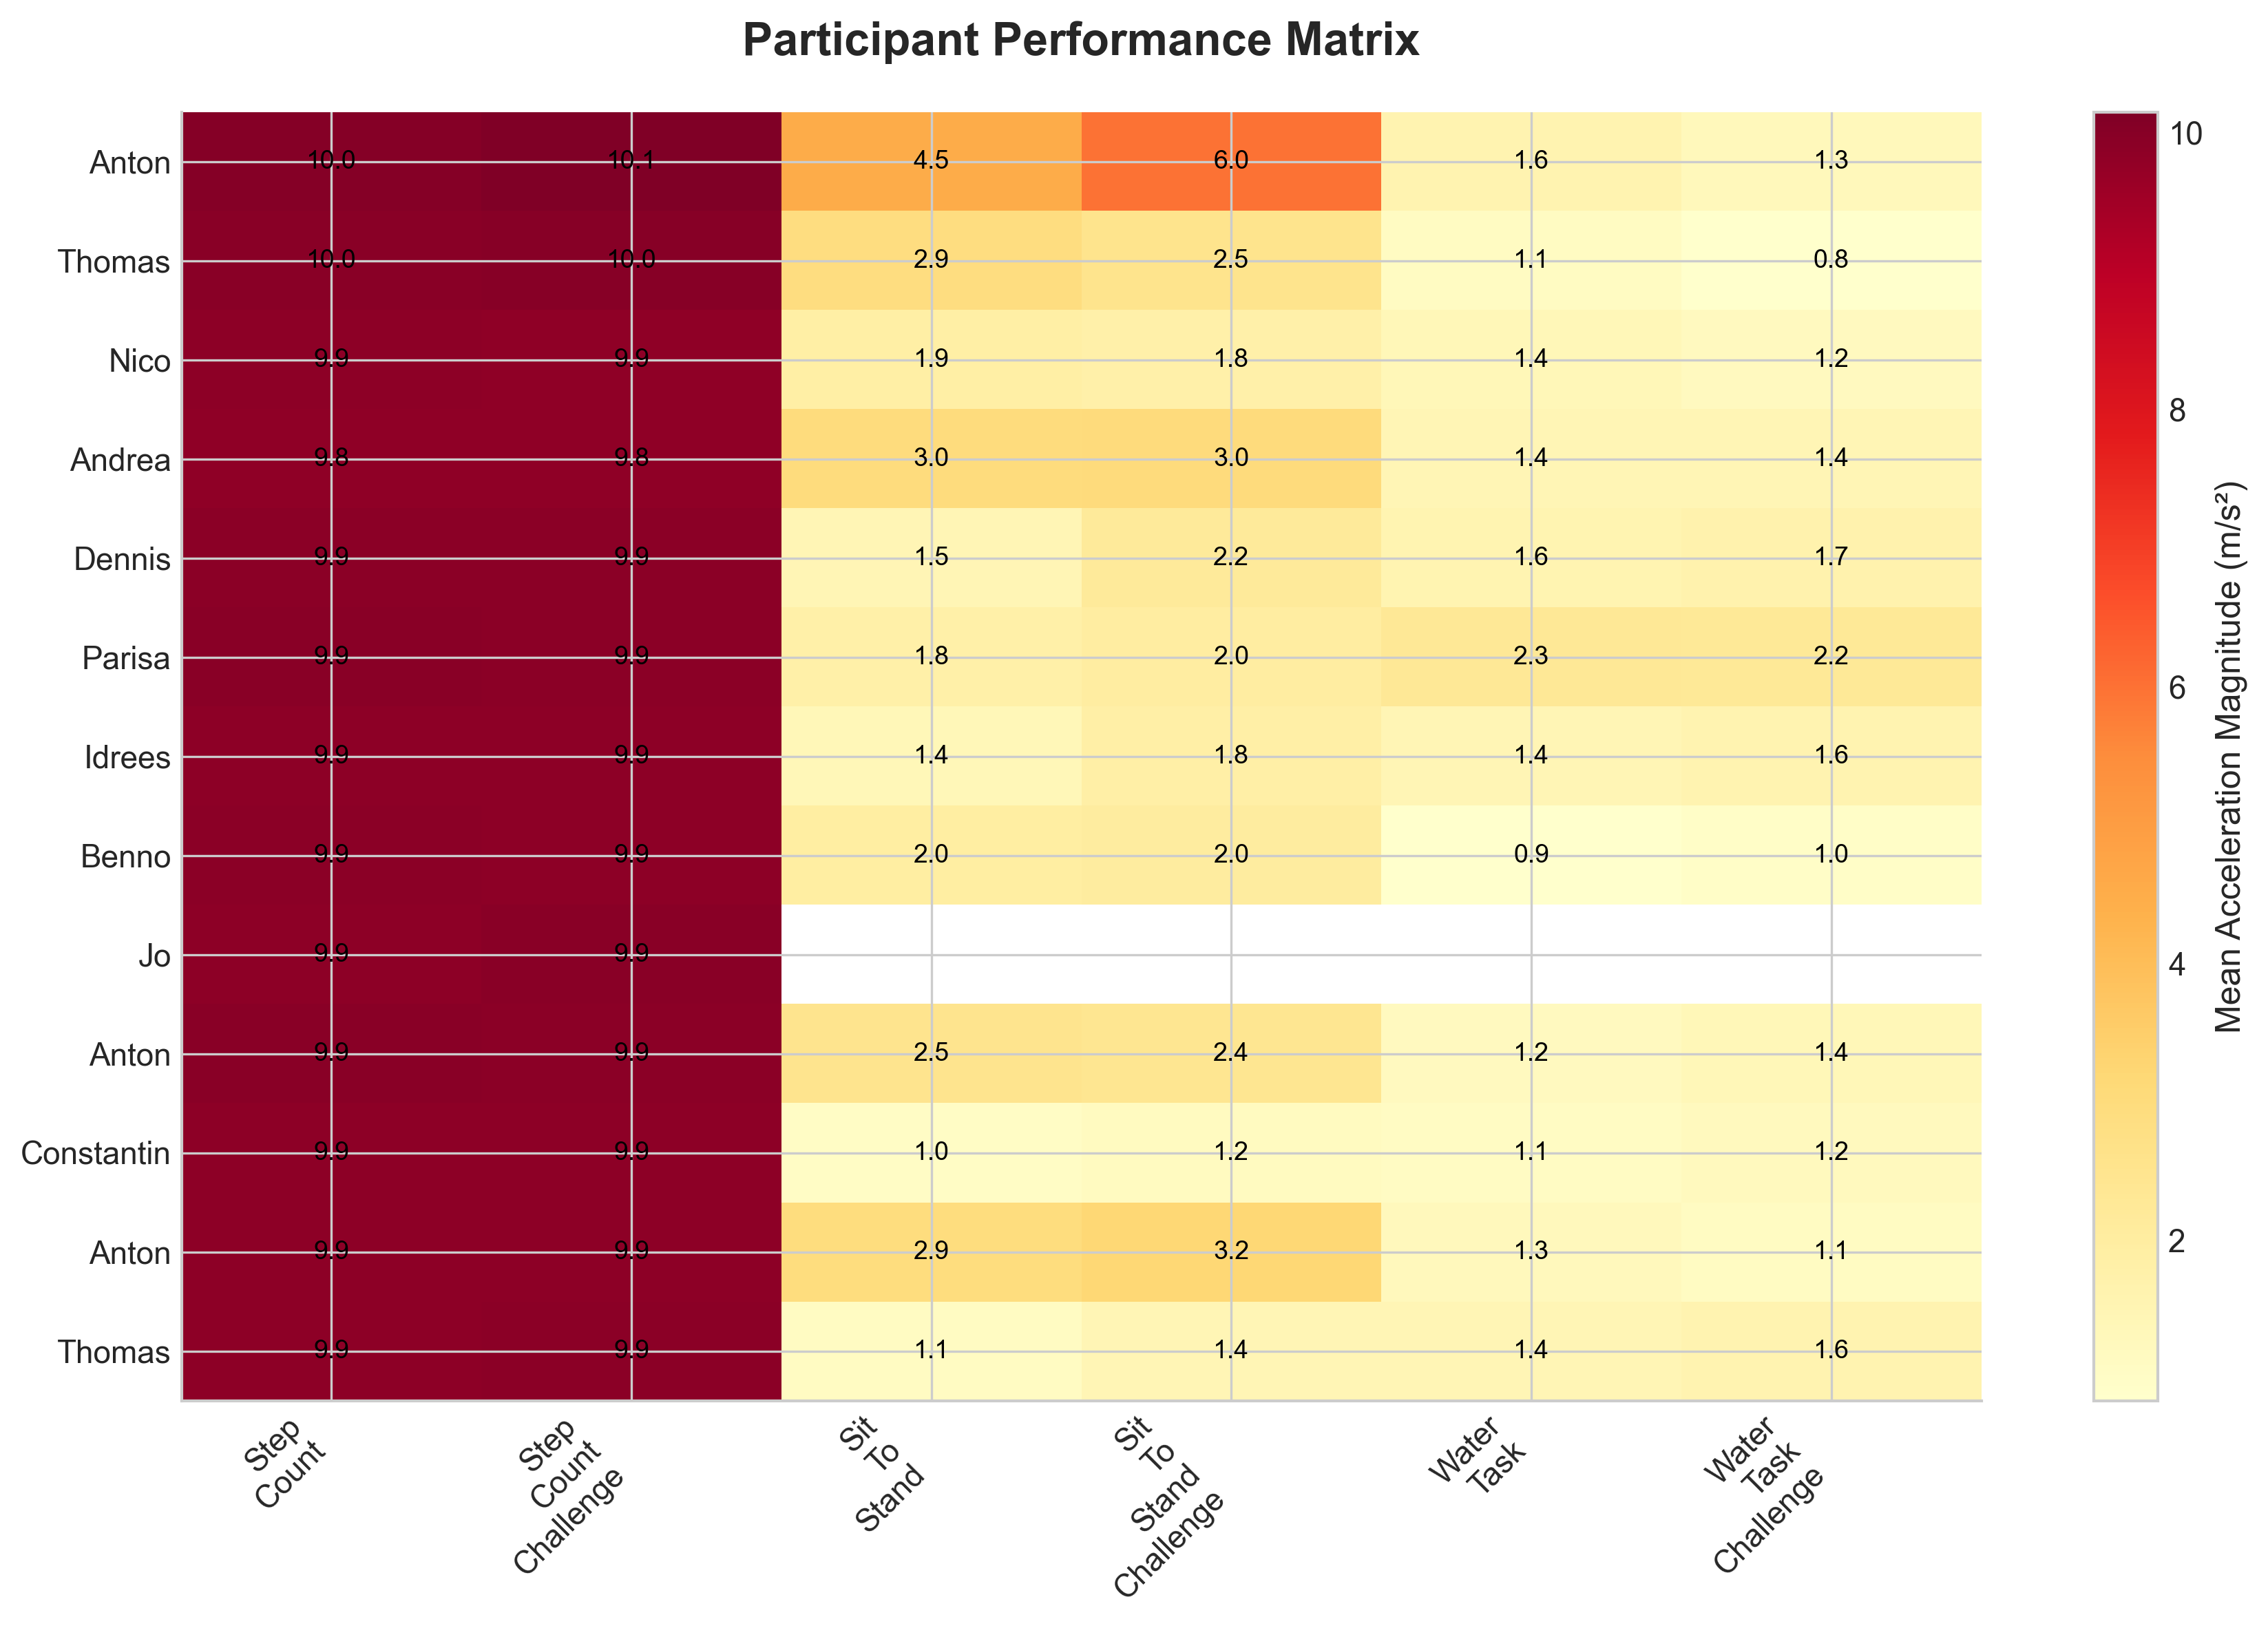 Participant Performance Matrix
Anton 10.0 10.1 4.5 6.0 1.6 1.3
Thomas 10.0 10.0 2.9 2.5 1.1 0.8
Nico 9.9 9.9 1.9 1.8 1.4 1.2
Andrea 9.8 9.8 3.0 3.0 1.4 1.4
Dennis 9.9 9.9 1.5 2.2 1.6 1.7
Parisa 9.9 9.9 1.8 2.0 2.3 2.2
Idrees 9.9 9.9 1.4 1.8 1.4 1.6
Benno 9.9 9.9 2.0 2.0 0.9 1.0
Jo 9.9 9.9
Anton 9.9 9.9 2.5 2.4 1.2 1.4
Constantin 9.9 9.9 1.0 1.2 1.1 1.2
Anton 9.9 9.9 2.9 3.2 1.3 1.1
Thomas 9.9 9.9 1.1 1.4 1.4 1.6
Step
Count
Step
Count
Challenge
Sit
To
Stand
Sit
To
Stand
Challenge
Water
Task
Water
Task
Challenge
10
8
6
4
2
Mean Acceleration Magnitude (m/s²)